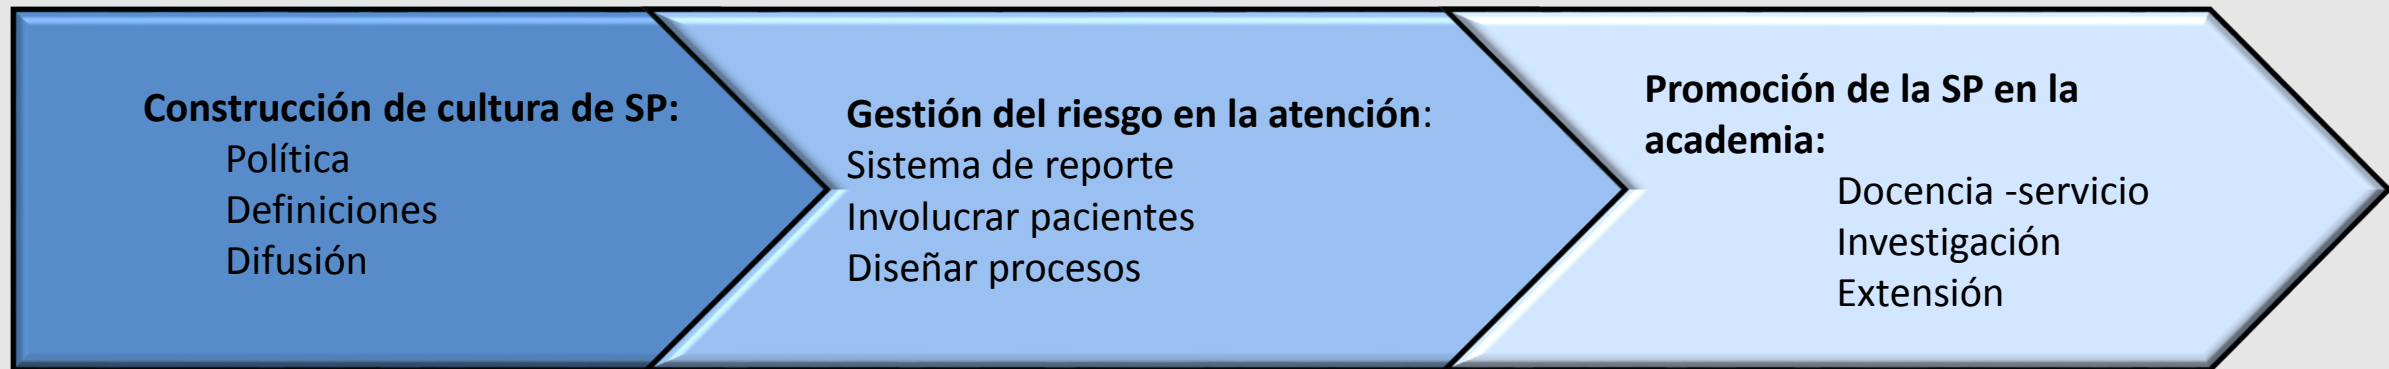 Construcción de cultura de SP:
Política
Definiciones
Difusión
Gestión del riesgo en la atención:
Sistema de reporte
Involucrar pacientes
Diseñar procesos
Promoción de la SP en la
academia:
Docencia -servicio
Investigación
Extensión